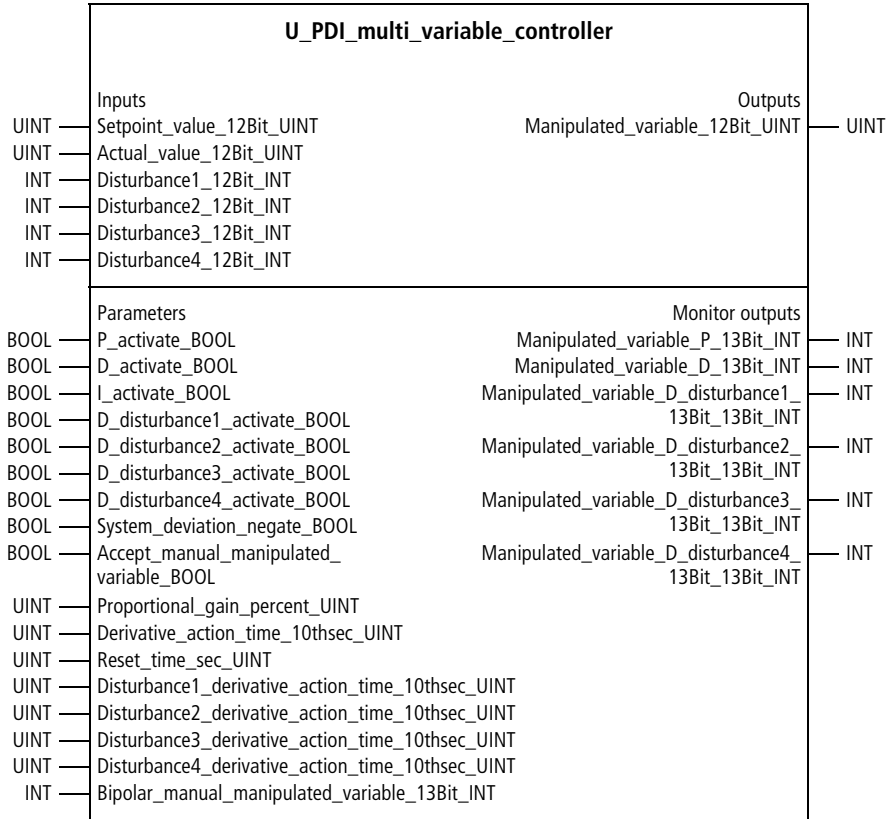 U_PDI_multi_variable_controller
Inputs Outputs
UINT Setpoint_value_12Bit_UINT Manipulated_variable_12Bit_UINT UINT
UINT Actual_value_12Bit_UINT
INT Disturbance1_12Bit_INT
INT Disturbance2_12Bit_INT
INT Disturbance3_12Bit_INT
INT Disturbance4_12Bit_INT
Parameters Monitor outputs
BOOL P_activate_BOOL Manipulated_variable_P_13Bit_INT INT
BOOL D_activate_BOOL Manipulated_variable_D_13Bit_INT INT
BOOL I_activate_BOOL Manipulated_variable_D_disturbance1_ INT
BOOL D_disturbance1_activate_BOOL 13Bit_13Bit_INT
BOOL D_disturbance2_activate_BOOL Manipulated_variable_D_disturbance2_ INT
BOOL D_disturbance3_activate_BOOL 13Bit_13Bit_INT
BOOL D_disturbance4_activate_BOOL Manipulated_variable_D_disturbance3_ INT
BOOL System_deviation_negate_BOOL 13Bit_13Bit_INT
BOOL Accept_manual_manipulated_ Manipulated_variable_D_disturbance4_ INT
variable_BOOL 13Bit_13Bit_INT
UINT Proportional_gain_percent_UINT
UINT Derivative_action_time_10thsec_UINT
UINT Reset_time_sec_UINT
UINT Disturbance1_derivative_action_time_10thsec_UINT
UINT Disturbance2_derivative_action_time_10thsec_UINT
UINT Disturbance3_derivative_action_time_10thsec_UINT
UINT Disturbance4_derivative_action_time_10thsec_UINT
INT Bipolar_manual_manipulated_variable_13Bit_INT